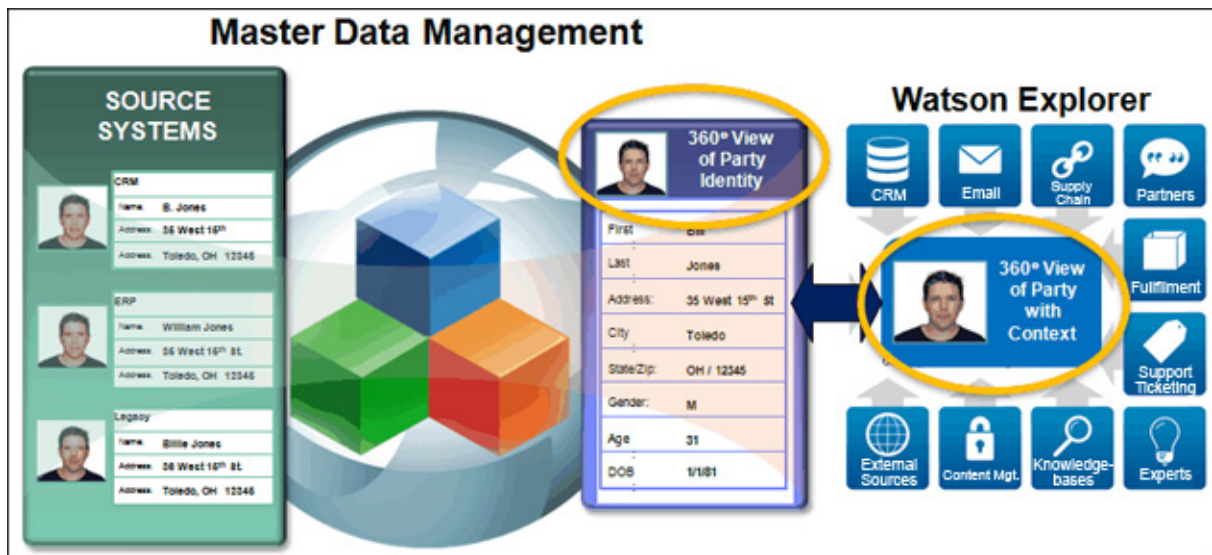 Master Data Management
SOURCE
SYSTEMS
CRM
Name: B. Jones
Address: 35 West 15th
Address: Toledo, OH 12345
ERP
Name: William Jones
Address: 35 West 15th St.
Address: Toledo, OH 12345
Legacy
Name: Billie Jones
Address: 36 West 15th St.
Address: Toledo, OH 12345
360° View
of Party
Identity
First Bill
Last Jones
Address: 35 West 15th St
City Toledo
State/Zip: OH / 12345
Gender: M
Age 31
DOB 1/1/81
Watson Explorer
CRM
Email
Supply
Chain
Partners
360° View
of Party
with
Context
Fullfilment
Support
Ticketing
External
Sources
Content Mgt.
Knowledge-
bases
Experts